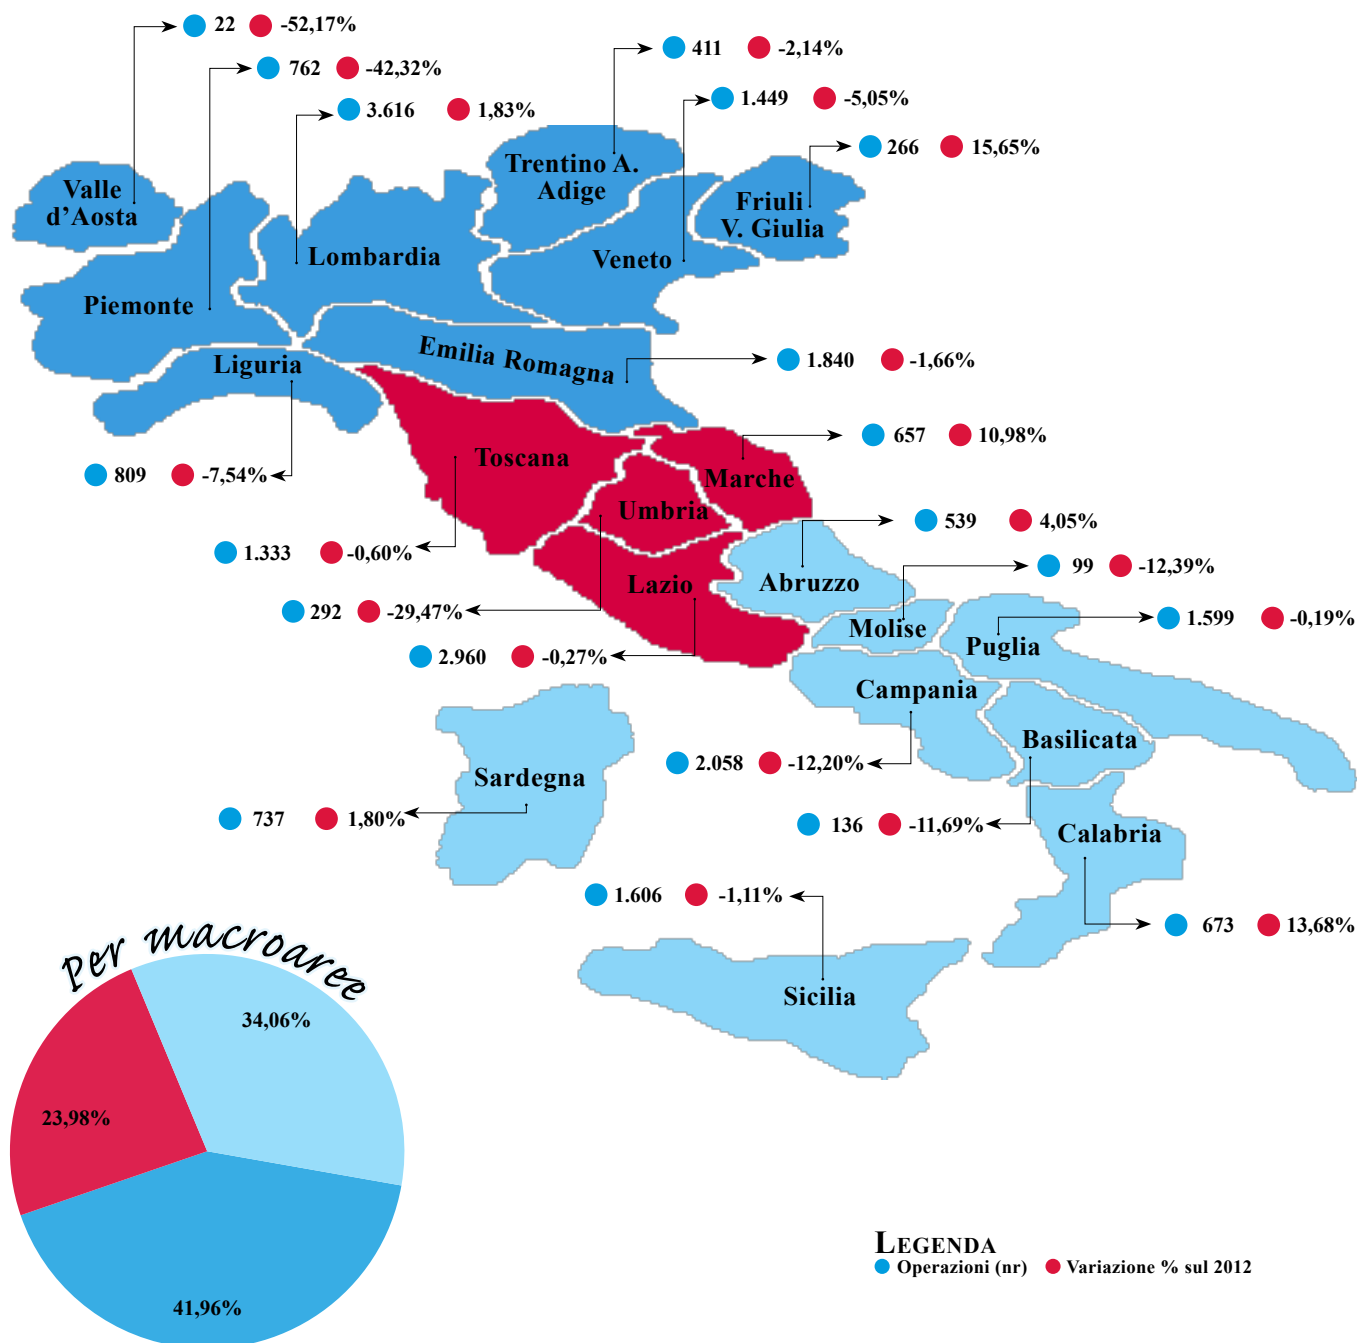 22 -52,17%
762 -42,32%
3.616 1,83%
411 -2,14%
1.449 -5,05%
266 15,65%
Valle
d’Aosta
Trentino A.
Adige
Friuli
V. Giulia
Lombardia
Veneto
Piemonte
Liguria
Emilia Romagna
1.840 -1,66%
657 10,98%
809 -7,54%
Toscana
Marche
Umbria
539 4,05%
1.333 -0,60%
99 -12,39%
Lazio
Abruzzo
292 -29,47%
1.599 -0,19%
Molise
Puglia
2.960 -0,27%
Campania
Basilicata
2.058 -12,20%
Sardegna
737 1,80%
136 -11,69%
Calabria
1.606 -1,11%
673 13,68%
Sicilia
Per macroaree
34,06%
23,98%
41,96%
LEGENDA
Operazioni (nr) Variazione % sul 2012